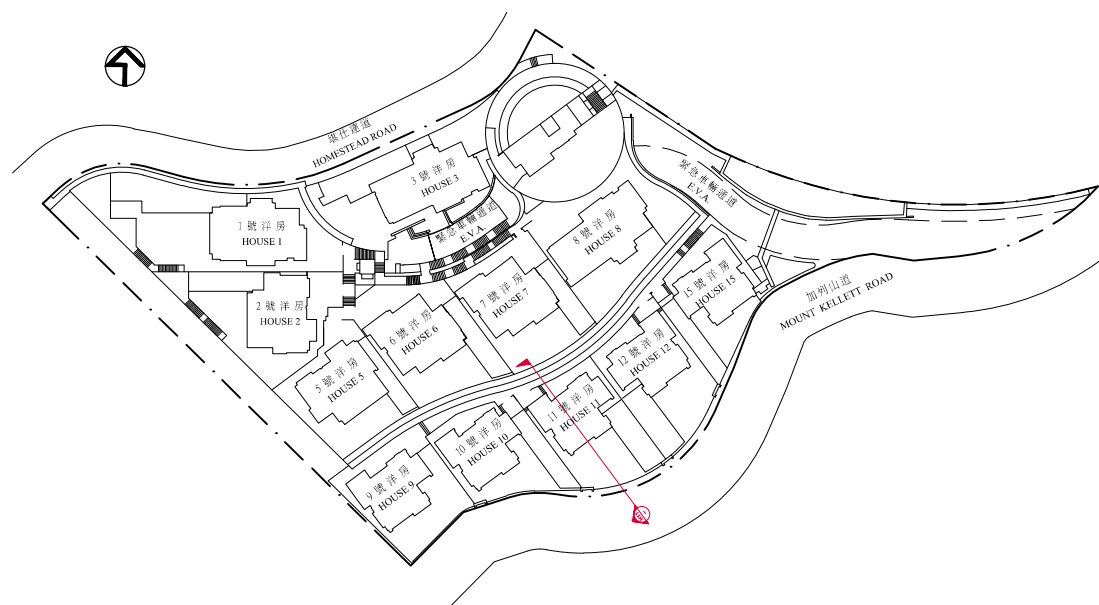 堪仕達道
HOMESTEAD ROAD
3 號洋房
HOUSE 3
緊急車輛通道
E.V.A.
緊急車輛通道
E.V.A.
1 號洋房
HOUSE 1
8 號洋房
HOUSE 8
2 號洋房
HOUSE 2
7 號洋房
HOUSE 7
15 號洋房
HOUSE 15
加列山道
MOUNT KELLETT ROAD
6 號洋房
HOUSE 6
5 號洋房
HOUSE 5
12 號洋房
HOUSE 12
11 號洋房
HOUSE 11
10 號洋房
HOUSE 10
9 號洋房
HOUSE 9